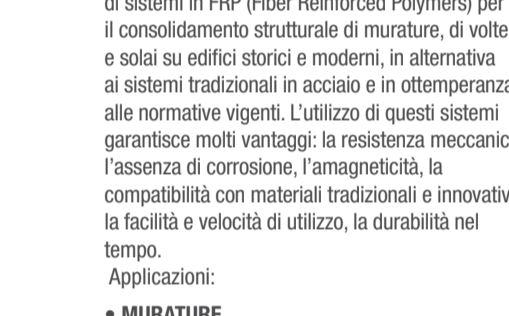 di sistemi in FRP (Fiber Reinforced Polymers) per
il consolidamento strutturale di murature, di volte
e solai su edifici storici e moderni, in alternativa
ai sistemi tradizionali in acciaio e in ottemperanza
alle normative vigenti. L’utilizzo di questi sistemi
garantisce molti vantaggi: la resistenza meccanic
l’assenza di corrosione, l’amagneticità, la
compatibilità con materiali tradizionali e innovativ
la facilità e velocità di utilizzo, la durabilità nel
tempo.
Applicazioni:
• MURATURE